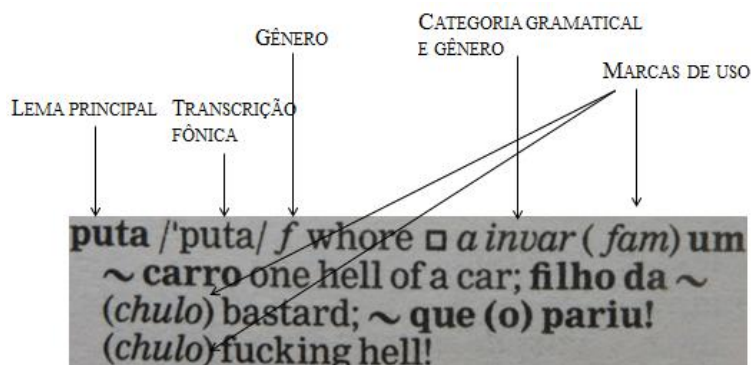 GÊNERO
CATEGORIA GRAMATICAL
E GÊNERO
MARCAS DE USO
LEMA PRINCIPAL
TRANSCRIÇÃO
FÔNICA
puta /'puta/ f whore □ a invar (fam) um
~ carro one hell of a car; filho da ~
(chulo) bastard; ~ que (o) pariu!
(chulo) fucking hell!